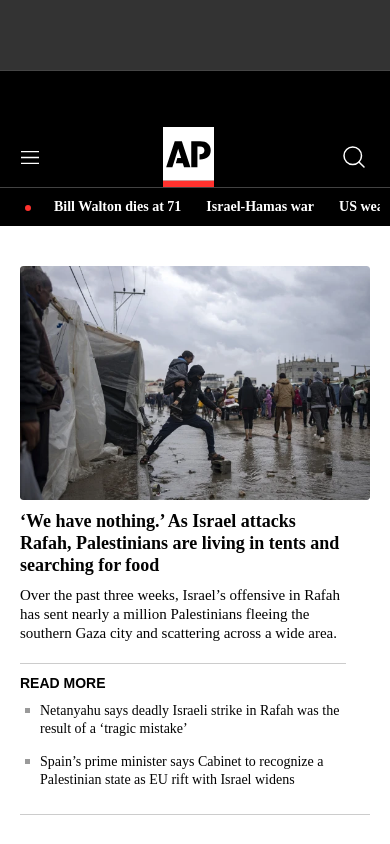 AP
Bill Walton dies at 71 Israel-Hamas war US wea
‘We have nothing.’ As Israel attacks
Rafah, Palestinians are living in tents and
searching for food
Over the past three weeks, Israel’s offensive in Rafah
has sent nearly a million Palestinians fleeing the
southern Gaza city and scattering across a wide area.
READ MORE
Netanyahu says deadly Israeli strike in Rafah was the
result of a ‘tragic mistake’
Spain’s prime minister says Cabinet to recognize a
Palestinian state as EU rift with Israel widens